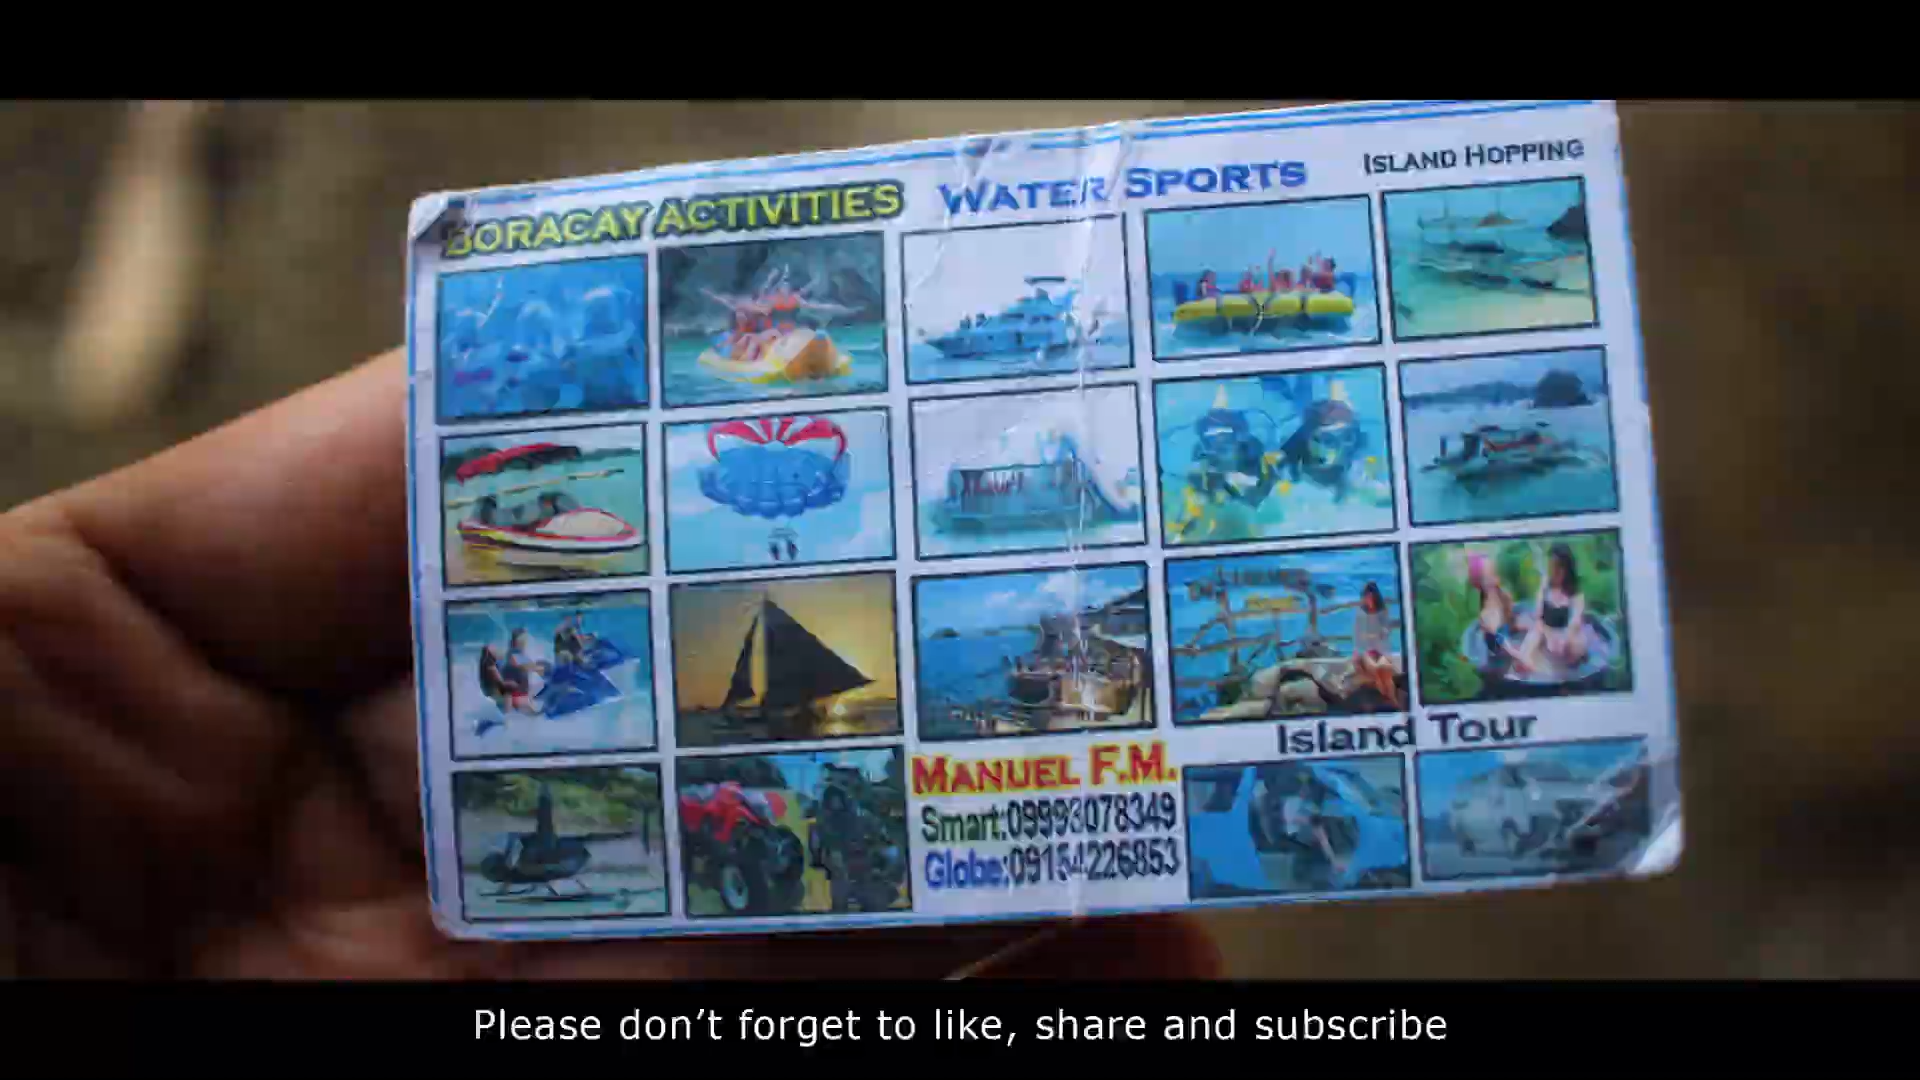 BORACAY ACTIVITIES
WATER SPORTS
ISLAND HOPPING
Island Tour
MANUEL F.M.
Smart:09993078349
Globe:09154226853
Please don't forget to like, share and subscribe